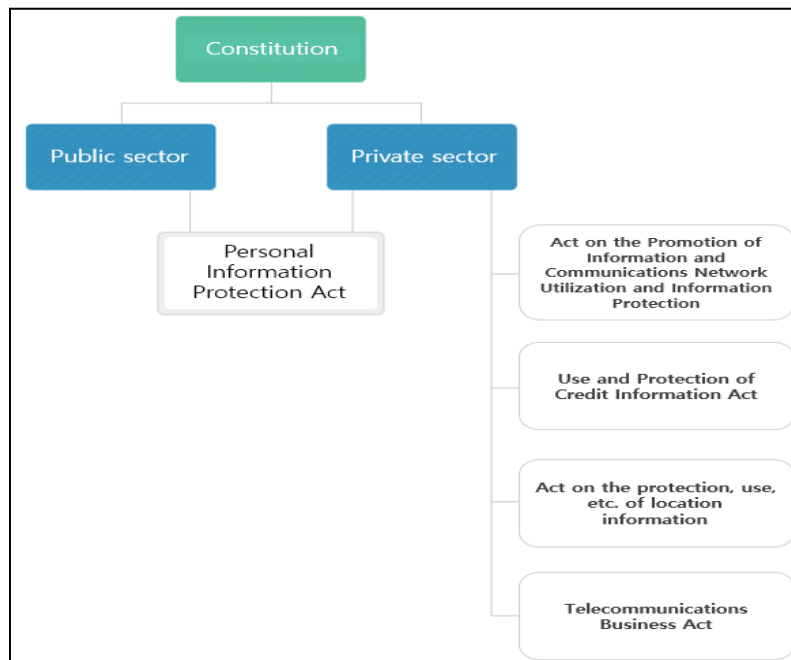 Constitution
Public sector
Private sector
Personal
Information
Protection Act
Act on the Promotion of
Information and
Communications Network
Utilization and Information
Protection
Use and Protection of
Credit Information Act
Act on the protection, use,
etc. of location
information
Telecommunications
Business Act